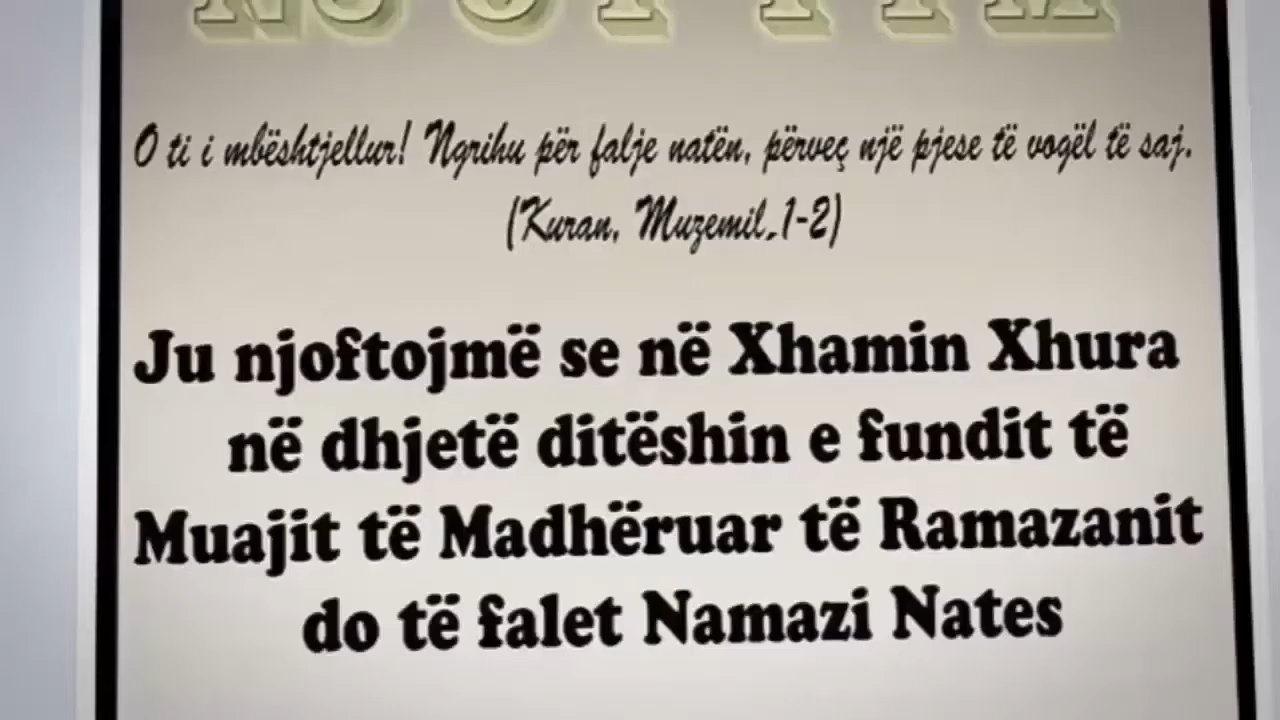 NJOFTIM
O ti i mbështjellur! Ngrihu për falje natën, përveç një pjese të vogël të saj.
(Kuran, Muzemil,1-2)
Ju njoftojmë se në Xhamin Xhura
në dhjetë ditëshin e fundit të
Muajit të Madhëruar të Ramazanit
do të falet Namazi Nates